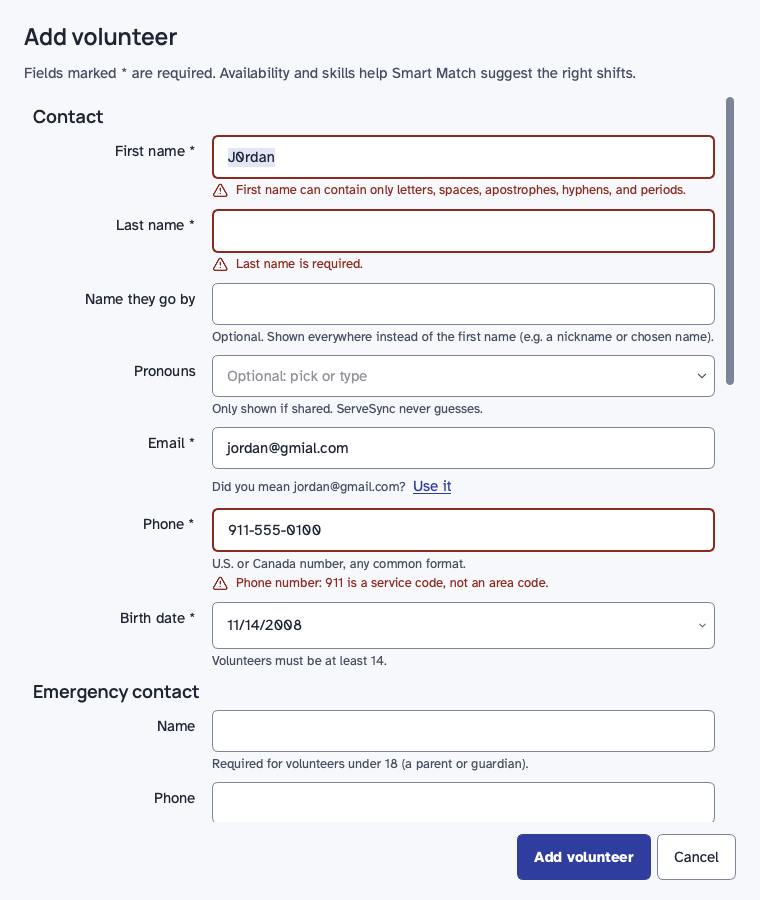 Add volunteer
Fields marked * are required. Availability and skills help Smart Match suggest the right shifts.
Contact
First name *
J0rdan
First name can contain only letters, spaces, apostrophes, hyphens, and periods.
Last name *
Last name is required.
Name they go by
Optional. Shown everywhere instead of the first name (e.g. a nickname or chosen name).
Pronouns
Optional: pick or type
Only shown if shared. ServeSync never guesses.
Email *
jordan@gmial.com
Did you mean jordan@gmail.com? Use it
Phone *
911-555-0100
U.S. or Canada number, any common format.
Phone number: 911 is a service code, not an area code.
Birth date *
11/14/2008
Volunteers must be at least 14.
Emergency contact
Name
Required for volunteers under 18 (a parent or guardian).
Phone
Add volunteer
Cancel